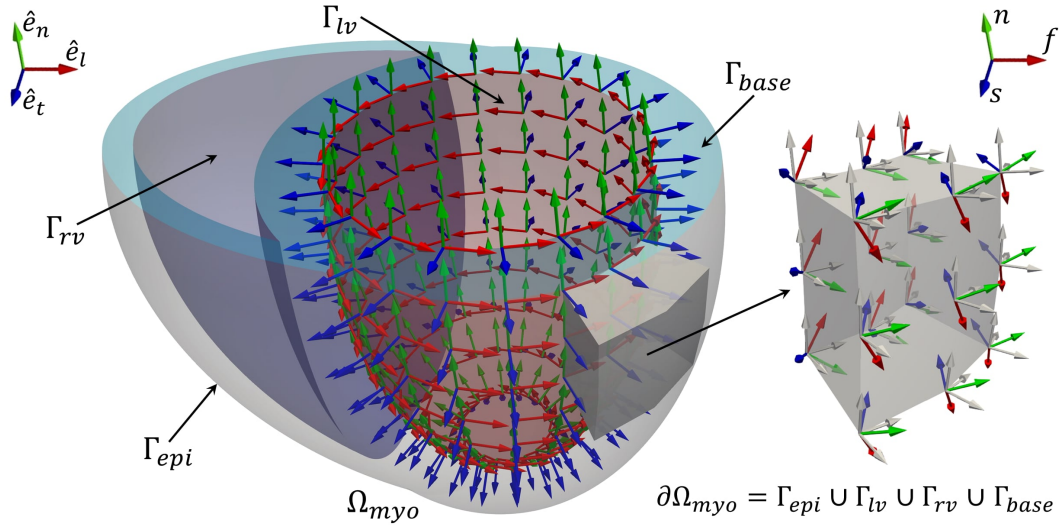 Γ_lv
n
ê_n
ê_l
f
ê_t
s
Γ_base
Γ_rv
Γ_epi
Ω_myo
∂Ω_myo = Γ_epi ∪ Γ_lv ∪ Γ_rv ∪ Γ_base